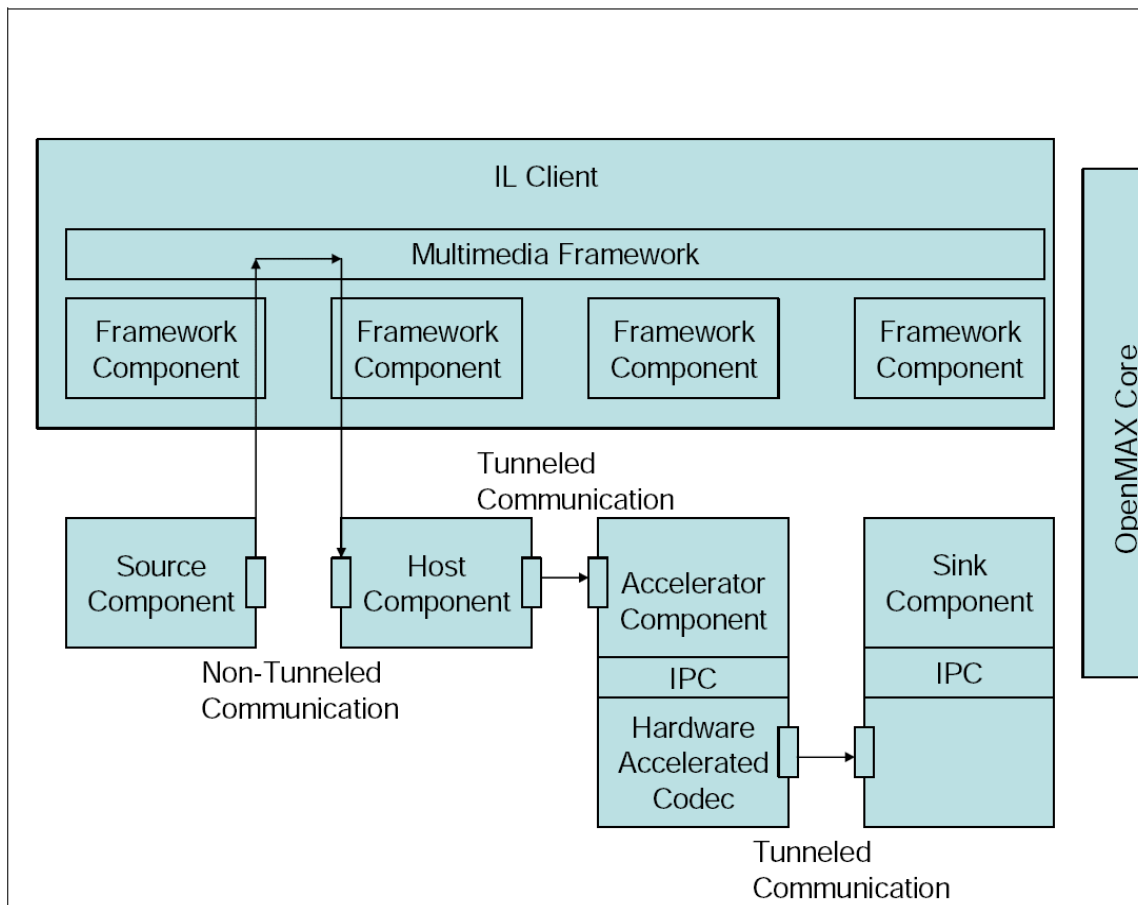 IL Client
Multimedia Framework
Framework
Component
Framework
Component
Framework
Component
Framework
Component
OpenMAX Core
Tunneled
Communication
Source
Component
Host
Component
Accelerator
Component
Sink
Component
Non-Tunneled
Communication
IPC
IPC
Hardware
Accelerated
Codec
Tunneled
Communication